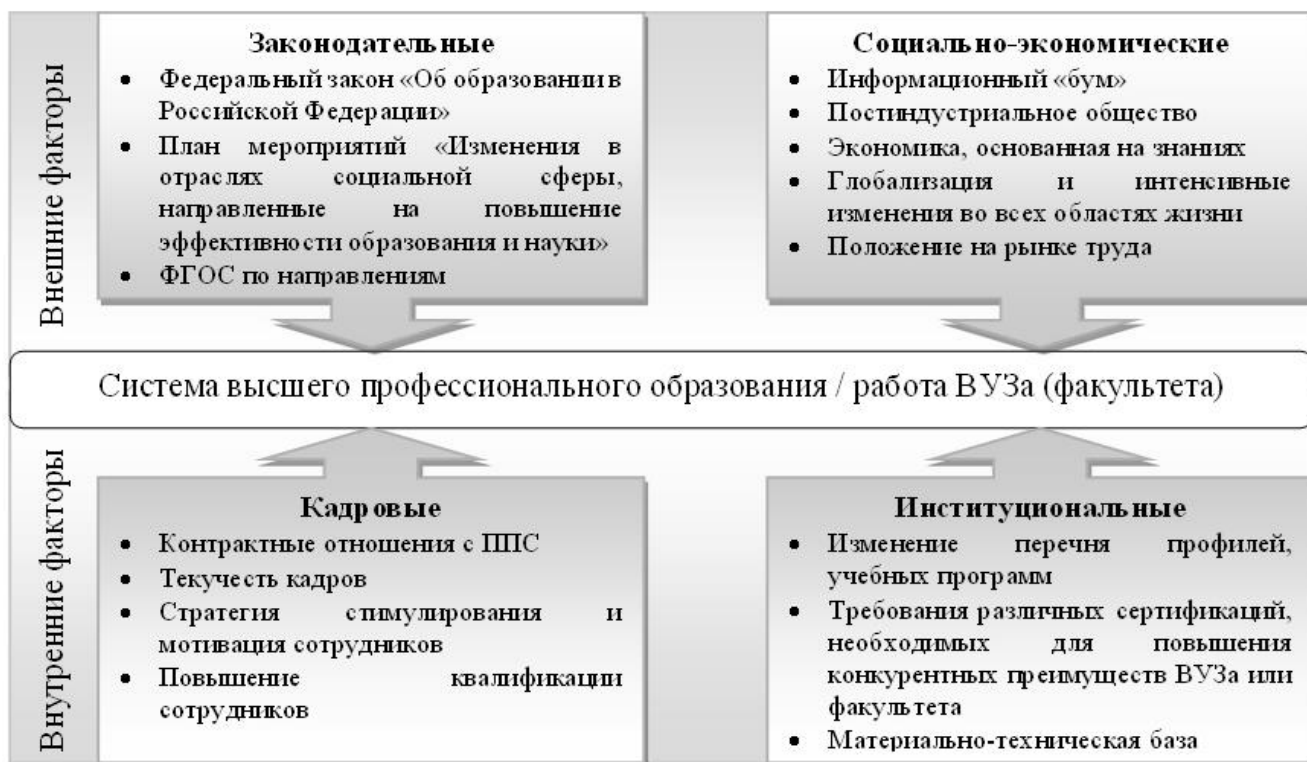 Внешние факторы
Законодательные
• Федеральный закон «Об образовании в
Российской Федерации»
• План мероприятий «Изменения в
отраслях социальной сферы,
направленные на повышение
эффективности образования и науки»
• ФГОС по направлениям
Социально-экономические
• Информационный «бум»
• Постиндустриальное общество
• Экономика, основанная на знаниях
• Глобализация и интенсивные
изменения во всех областях жизни
• Положение на рынке труда
Система высшего профессионального образования / работа ВУЗа (факультета)
Внутренние факторы
Кадровые
• Контрактные отношения с ППС
• Текучесть кадров
• Стратегия стимулирования и
мотивация сотрудников
• Повышение квалификации
сотрудников
Институциональные
• Изменение перечня профилей,
учебных программ
• Требования различных сертификаций,
необходимых для повышения
конкурентных преимуществ ВУЗа или
факультета
• Материально-техническая база